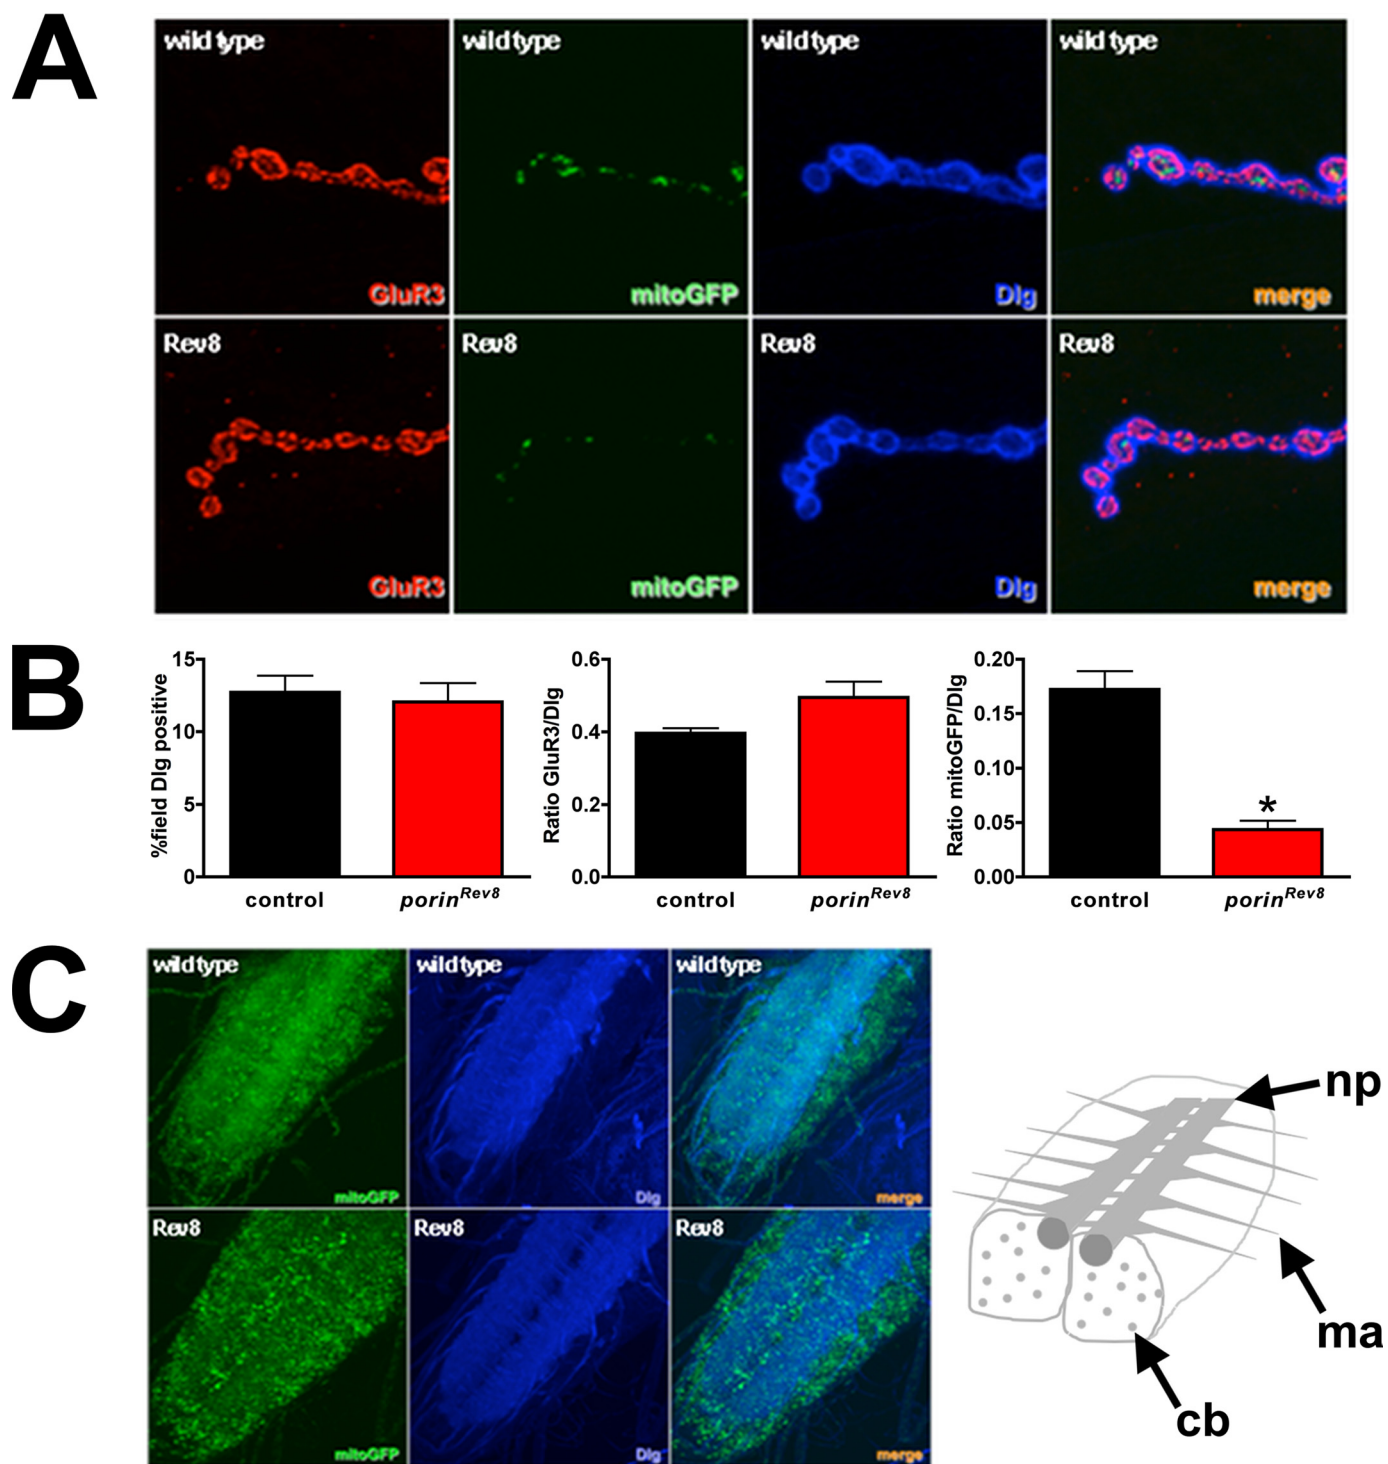 A
wild type wild type wild type wild type
GluR3 mitoGFP Dlg merge
Rev8 Rev8 Rev8 Rev8
GluR3 mitoGFP Dlg merge
B
%field Dlg positive
15
10
5
0
control porinRev8
Ratio GluR3/Dlg
0.6
0.4
0.2
0.0
control porinRev8
Ratio mitoGFP/Dlg
0.20
0.15
0.10
0.05
0.00
*
control porinRev8
C
wild type wild type wild type
mitoGFP Dlg merge
Rev8 Rev8 Rev8
mitoGFP Dlg merge
np
ma
cb